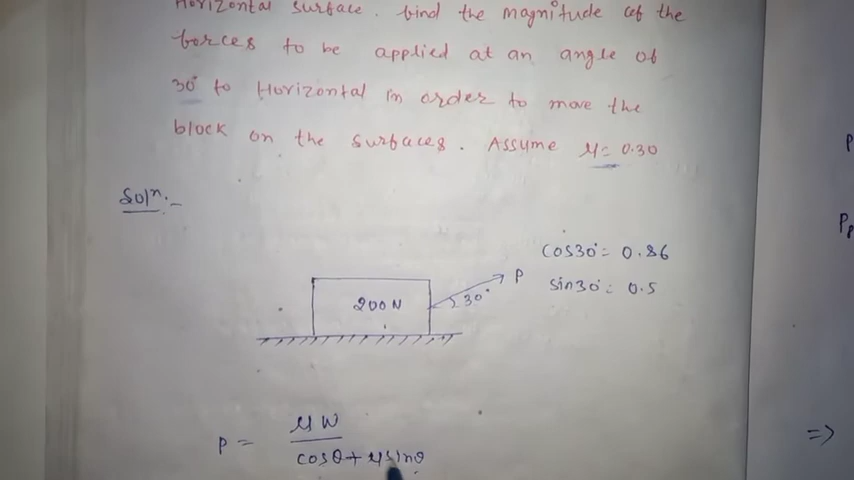 Horizontal surface. find the magnitude of the
forces to be applied at an angle of
30° to Horizontal in order to move the
block on the surfaces. Assume μ = 0.30
Soln:-
cos30° = 0.86
sin30° = 0.5
P
30°
200N
P = μW / cosθ + μsinθ
=>
P
Pp